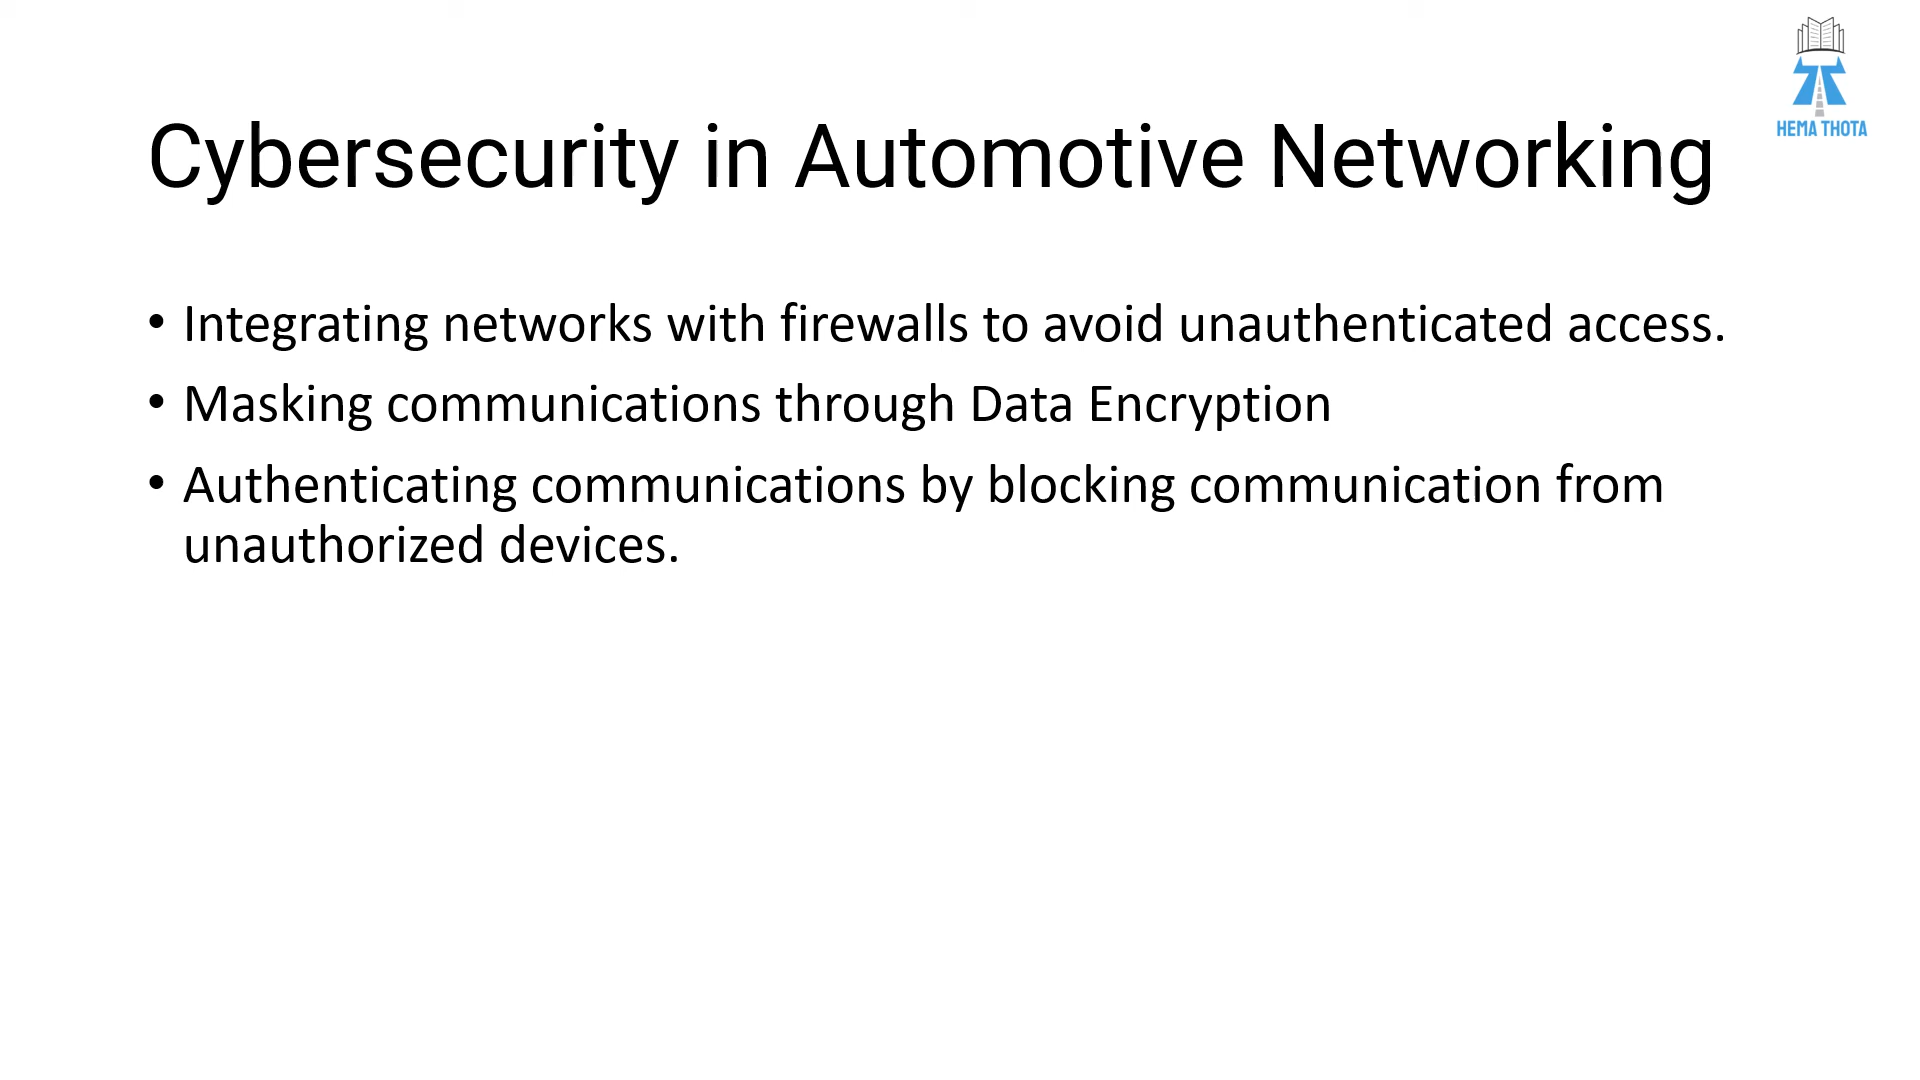 HEMA THOTA
Cybersecurity in Automotive Networking
• Integrating networks with firewalls to avoid unauthenticated access.
• Masking communications through Data Encryption
• Authenticating communications by blocking communication from
unauthorized devices.